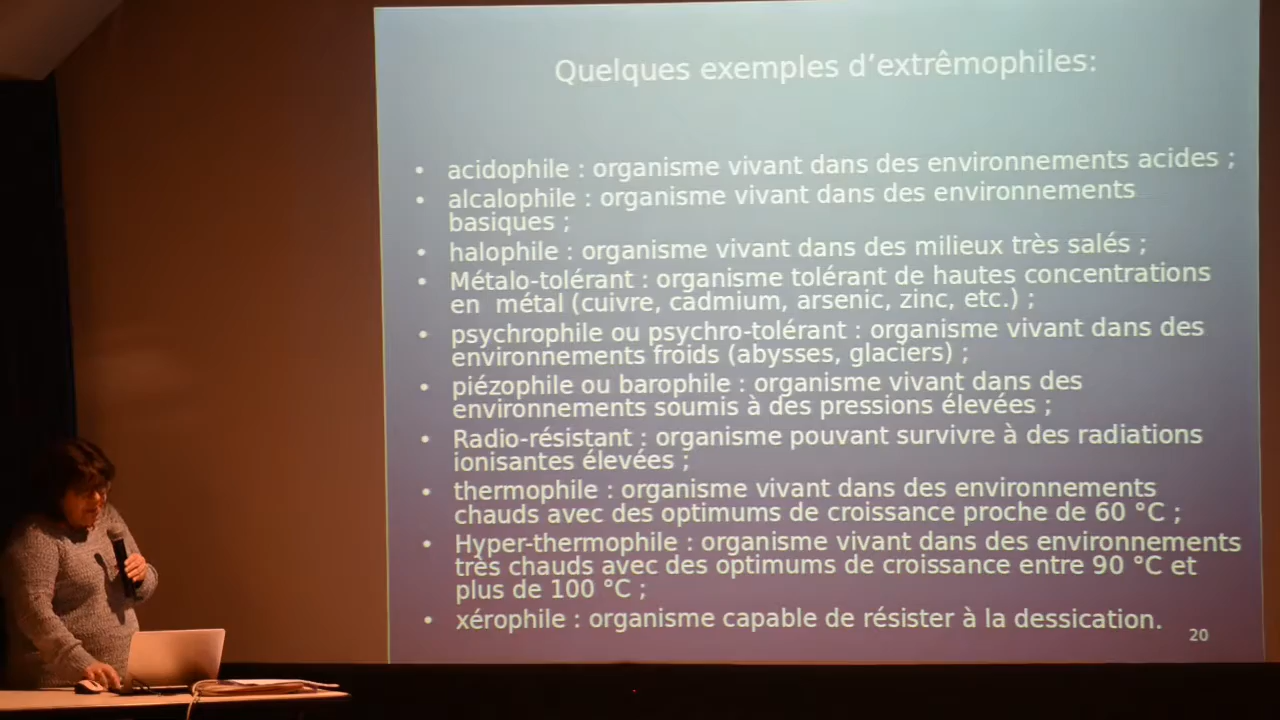 Quelques exemples d’extrêmophiles:
• acidophile : organisme vivant dans des environnements acides ;
• alcalophile : organisme vivant dans des environnements
basiques ;
• halophile : organisme vivant dans des milieux très salés ;
• Métalo-tolérant : organisme tolérant de hautes concentrations
en  métal (cuivre, cadmium, arsenic, zinc, etc.) ;
• psychrophile ou psychro-tolérant : organisme vivant dans des
environnements froids (abysses, glaciers) ;
• piézophile ou barophile : organisme vivant dans des
environnements soumis à des pressions élevées ;
• Radio-résistant : organisme pouvant survivre à des radiations
ionisantes élevées ;
• thermophile : organisme vivant dans des environnements
chauds avec des optimums de croissance proche de 60 °C ;
• Hyper-thermophile : organisme vivant dans des environnements
très chauds avec des optimums de croissance entre 90 °C et
plus de 100 °C ;
• xérophile : organisme capable de résister à la dessication.
20